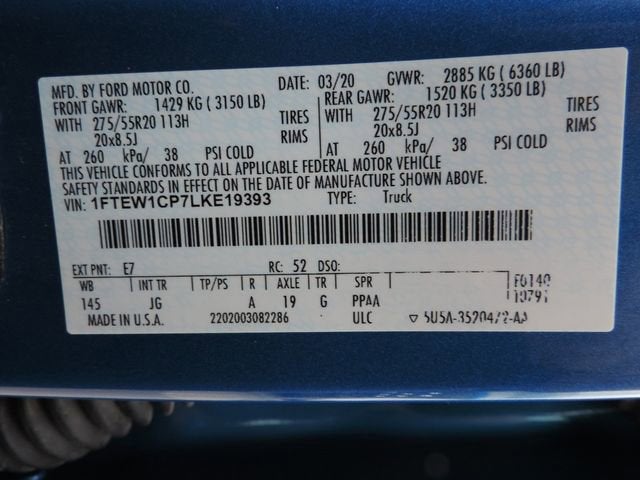 MFD. BY FORD MOTOR CO. DATE: 03/20 GVWR: 2885 KG ( 6360 LB)
FRONT GAWR: 1429 KG ( 3150 LB) REAR GAWR: 1520 KG ( 3350 LB)
WITH 275/55R20 113H TIRES WITH 275/55R20 113H TIRES
20x8.5J RIMS 20x8.5J RIMS
AT 260 kPa/ 38 PSI COLD AT 260 kPa/ 38 PSI COLD
THIS VEHICLE CONFORMS TO ALL APPLICABLE FEDERAL MOTOR VEHICLE
SAFETY STANDARDS IN EFFECT ON THE DATE OF MANUFACTURE SHOWN ABOVE.
VIN: 1FTEW1CP7LKE19393 TYPE: Truck
EXT PNT: E7 RC: 52 DSO:
WB INT TR TP/PS R AXLE TR SPR
145 JG A 19 G PPAA
MADE IN U.S.A. 2202003082286 ULC